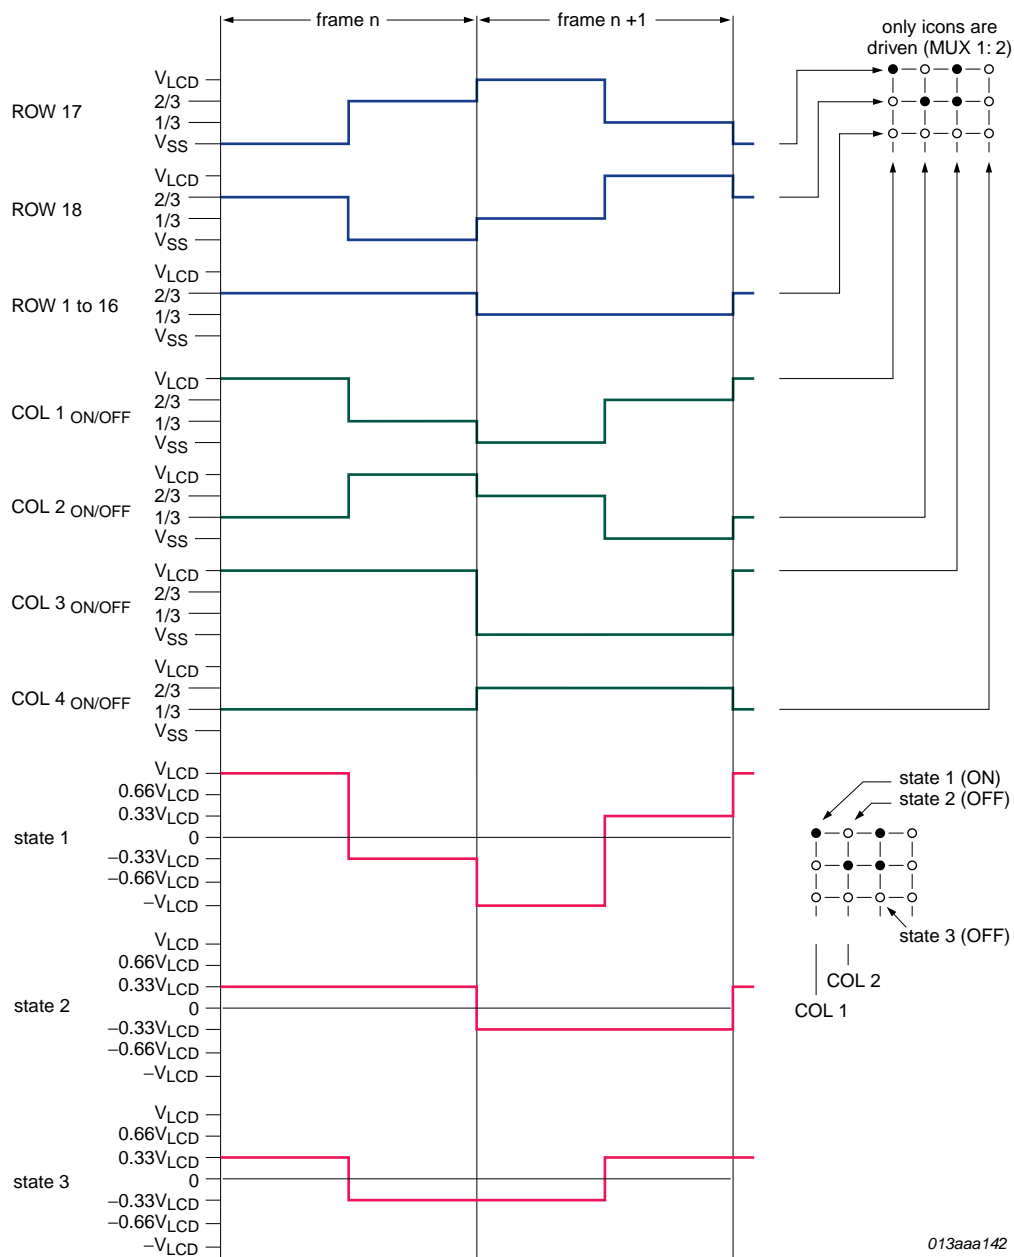 frame n
frame n +1
only icons are
driven (MUX 1: 2)
ROW 17
VLCD
2/3
1/3
VSS
ROW 18
VLCD
2/3
1/3
VSS
ROW 1 to 16
VLCD
2/3
1/3
VSS
COL 1 ON/OFF
VLCD
2/3
1/3
VSS
COL 2 ON/OFF
VLCD
2/3
1/3
VSS
COL 3 ON/OFF
VLCD
2/3
1/3
VSS
COL 4 ON/OFF
VLCD
2/3
1/3
VSS
state 1
VLCD
0.66VLCD
0.33VLCD
0
−0.33VLCD
−0.66VLCD
−VLCD
state 1 (ON)
state 2 (OFF)
state 3 (OFF)
COL 2
COL 1
state 2
VLCD
0.66VLCD
0.33VLCD
0
−0.33VLCD
−0.66VLCD
−VLCD
state 3
VLCD
0.66VLCD
0.33VLCD
0
−0.33VLCD
−0.66VLCD
−VLCD
013aaa142